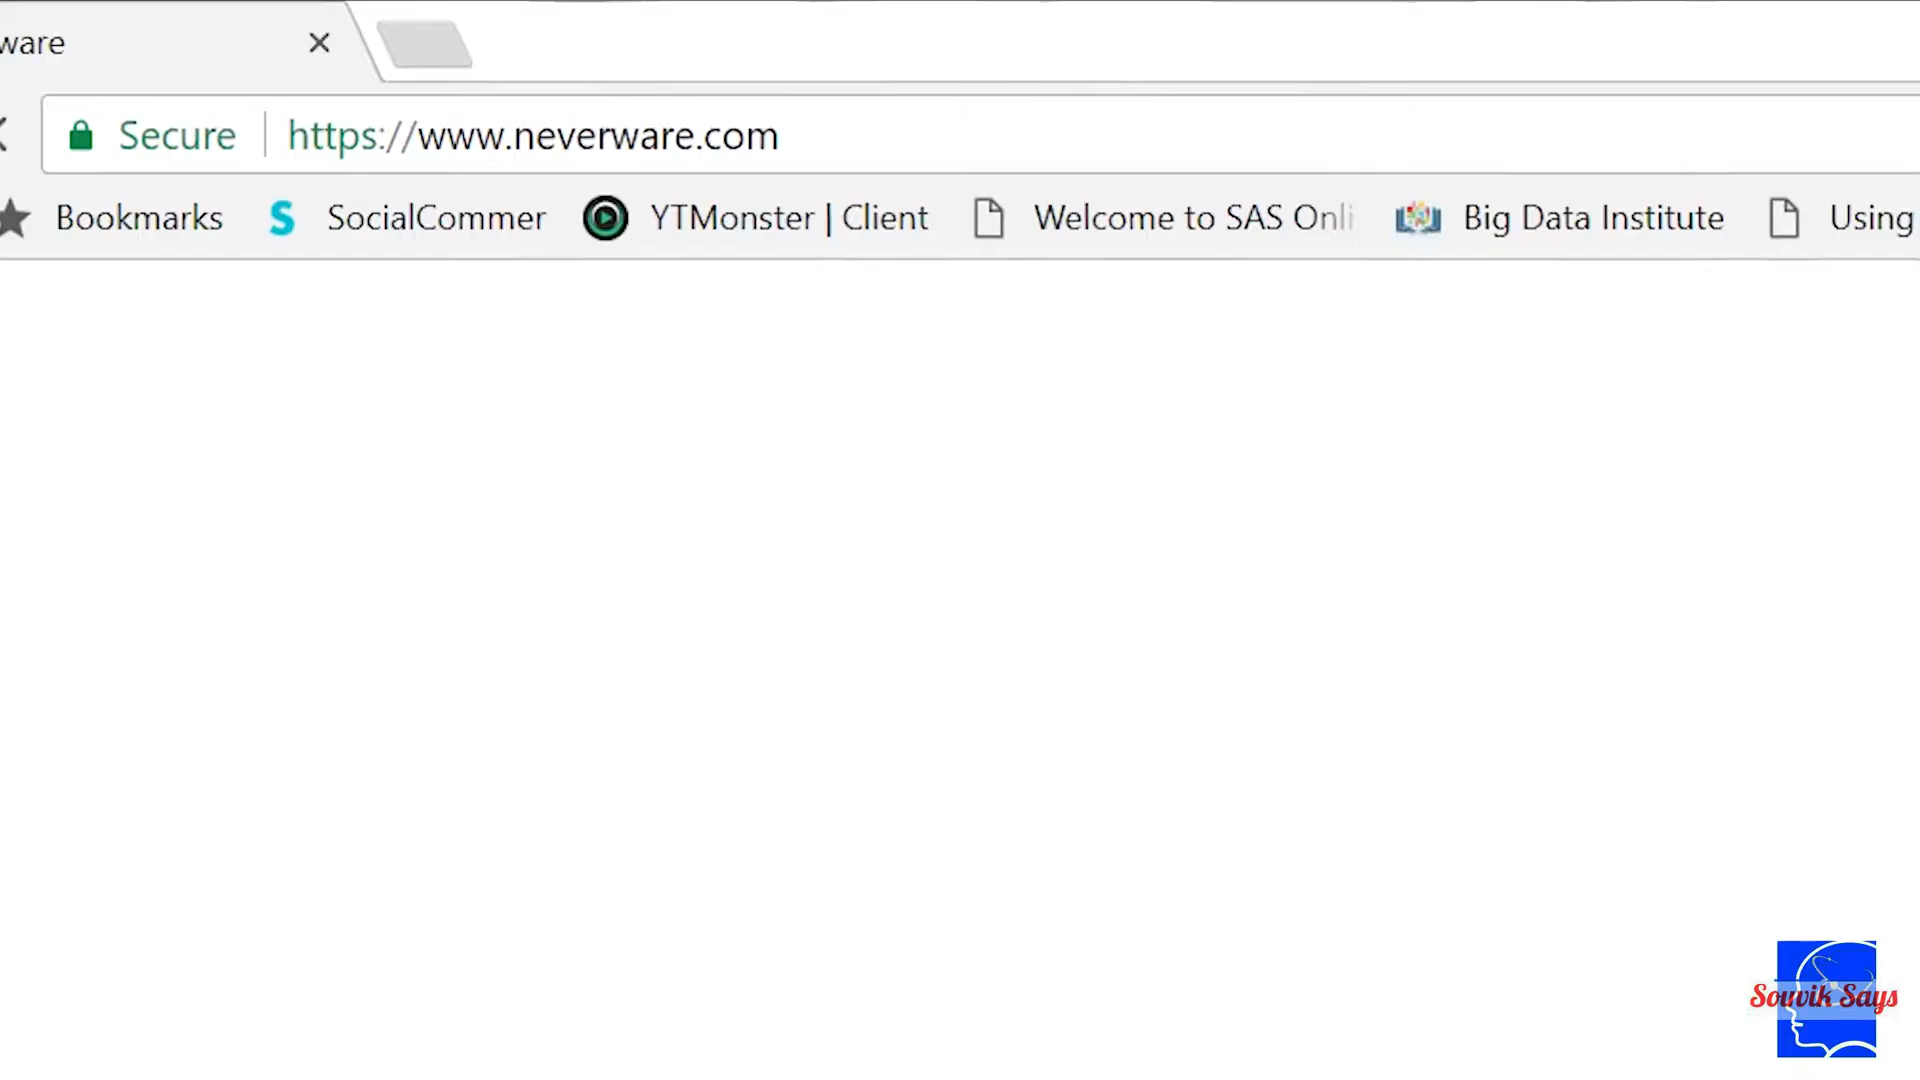 ware
Secure https://www.neverware.com
Bookmarks SocialCommer YTMonster | Client Welcome to SAS Onli Big Data Institute Using
Souvik Says